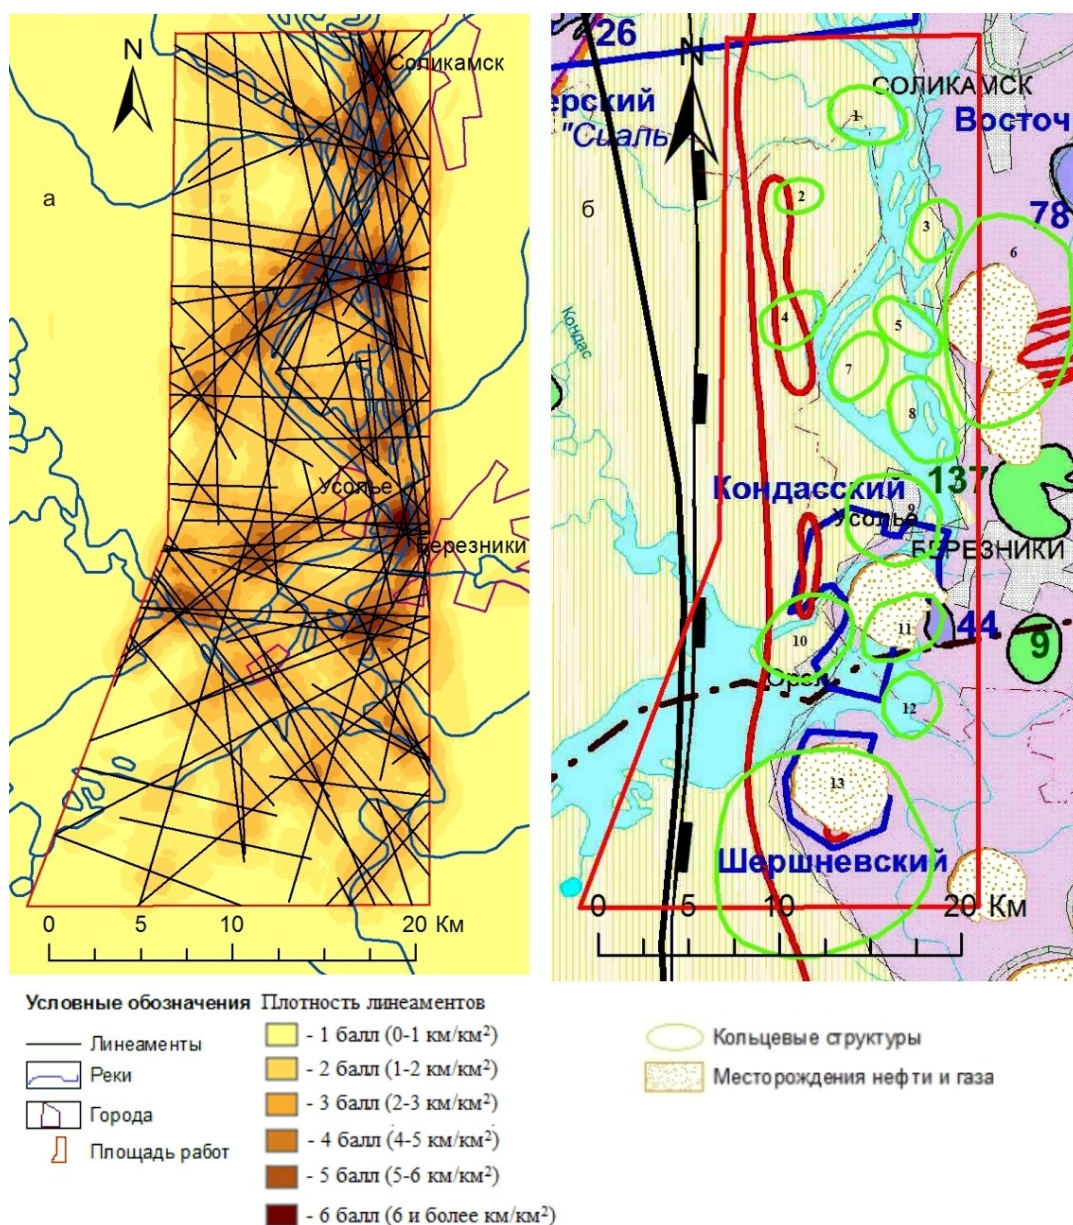 N
Соликамск
а
Усолье
Березники
0 5 10 20 Км
26
N
СОЛИКАМСК
ерский
"Сиаль
Восточ
1
2
78
б
3
6
Кондас
4
5
7
8
Кондасский
137
9
Усолье
БЕРЕЗНИКИ
10
11
44
9
12
13
Шершневский
0 5 10 20 Км
Условные обозначения
Линеаменты
Реки
Города
Площадь работ
Плотность линеаментов
- 1 балл (0-1 км/км²)
- 2 балл (1-2 км/км²)
- 3 балл (2-3 км/км²)
- 4 балл (4-5 км/км²)
- 5 балл (5-6 км/км²)
- 6 балл (6 и более км/км²)
Кольцевые структуры
Месторождения нефти и газа